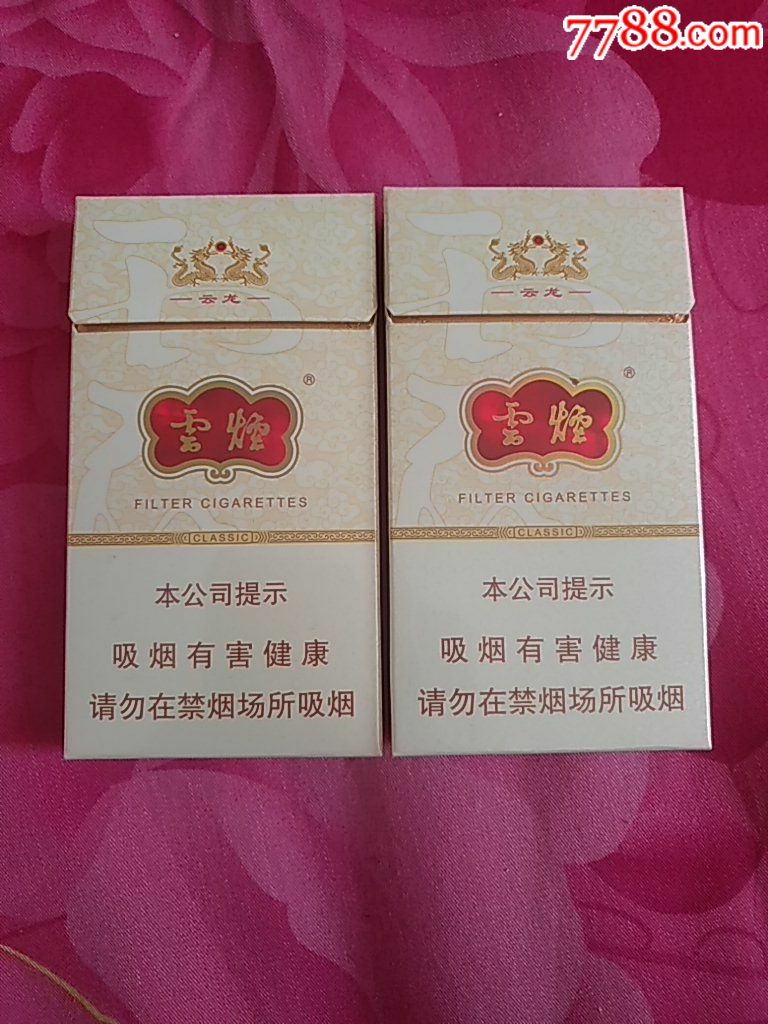 7788.com
云龙
雲煙®
FILTER CIGARETTES
CLASSIC
本公司提示
吸烟有害健康
请勿在禁烟场所吸烟
云龙
雲煙®
FILTER CIGARETTES
CLASSIC
本公司提示
吸烟有害健康
请勿在禁烟场所吸烟